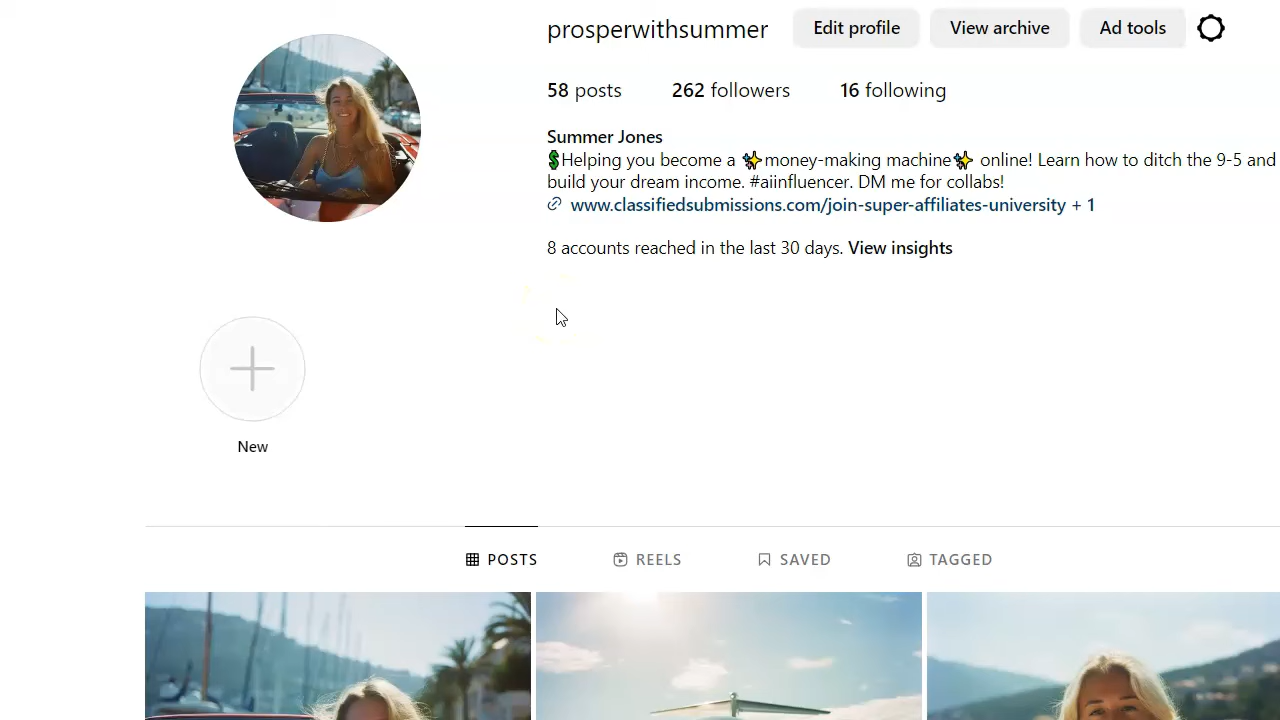 prosperwithsummer
Edit profile
View archive
Ad tools
58 posts
262 followers
16 following
Summer Jones
💲Helping you become a ✨money-making machine✨ online! Learn how to ditch the 9-5 and
build your dream income. #aiinfluencer. DM me for collabs!
www.classifiedsubmissions.com/join-super-affiliates-university + 1
8 accounts reached in the last 30 days. View insights
New
POSTS
REELS
SAVED
TAGGED